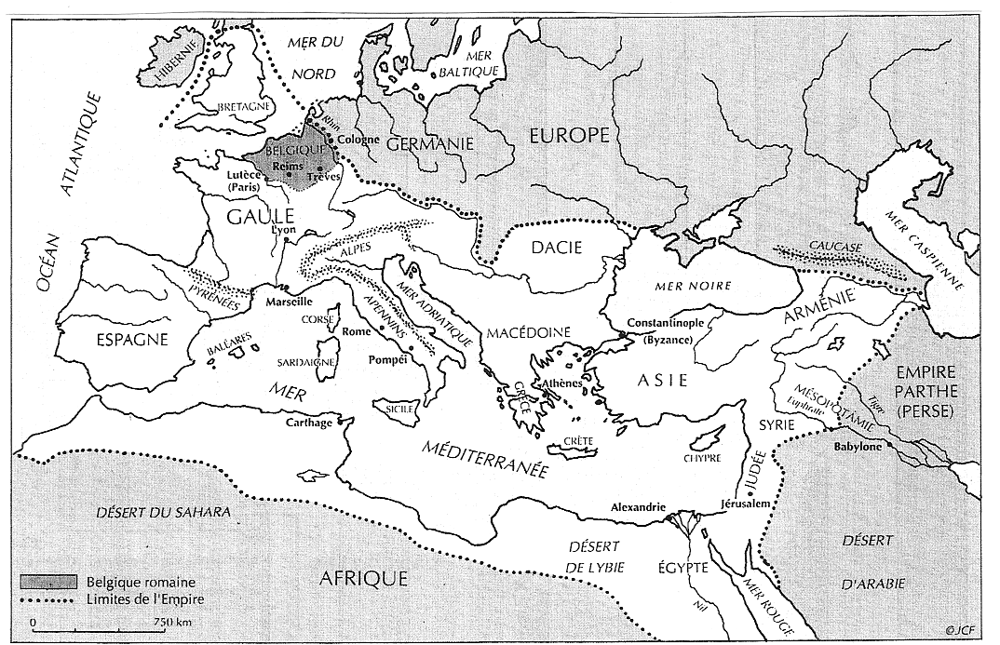 MER DU
NORD
MER
BALTIQUE
HIBERNIE
BRETAGNE
OCÉAN ATLANTIQUE
Rhin
Cologne
GERMANIE
EUROPE
BELGIQUE
Reims
Trèves
Lutèce
(Paris)
GAULE
Lyon
ALPES
DACIE
CAUCASE
MER CASPIENNE
MER NOIRE
ARMÉNIE
PYRÉNÉES
Marseille
CORSE
APENNINS
MER ADRIATIQUE
ESPAGNE
BALÉARES
Rome
MACÉDOINE
Constantinople
(Byzance)
SARDAIGNE
Pompéi
ASIE
EMPIRE
PARTHE
(PERSE)
MER
MÉDITERRANÉE
GRÈCE
Athènes
SICILE
Carthage
CRÈTE
CHYPRE
SYRIE
MÉSOPOTAMIE
Euphrate
Tigre
Babylone
JUDÉE
Jérusalem
Alexandrie
DÉSERT DU SAHARA
DÉSERT
DE LYBIE
ÉGYPTE
Nil
MER ROUGE
DÉSERT
D'ARABIE
AFRIQUE
Belgique romaine
Limites de l'Empire
0 750 km
©JCF